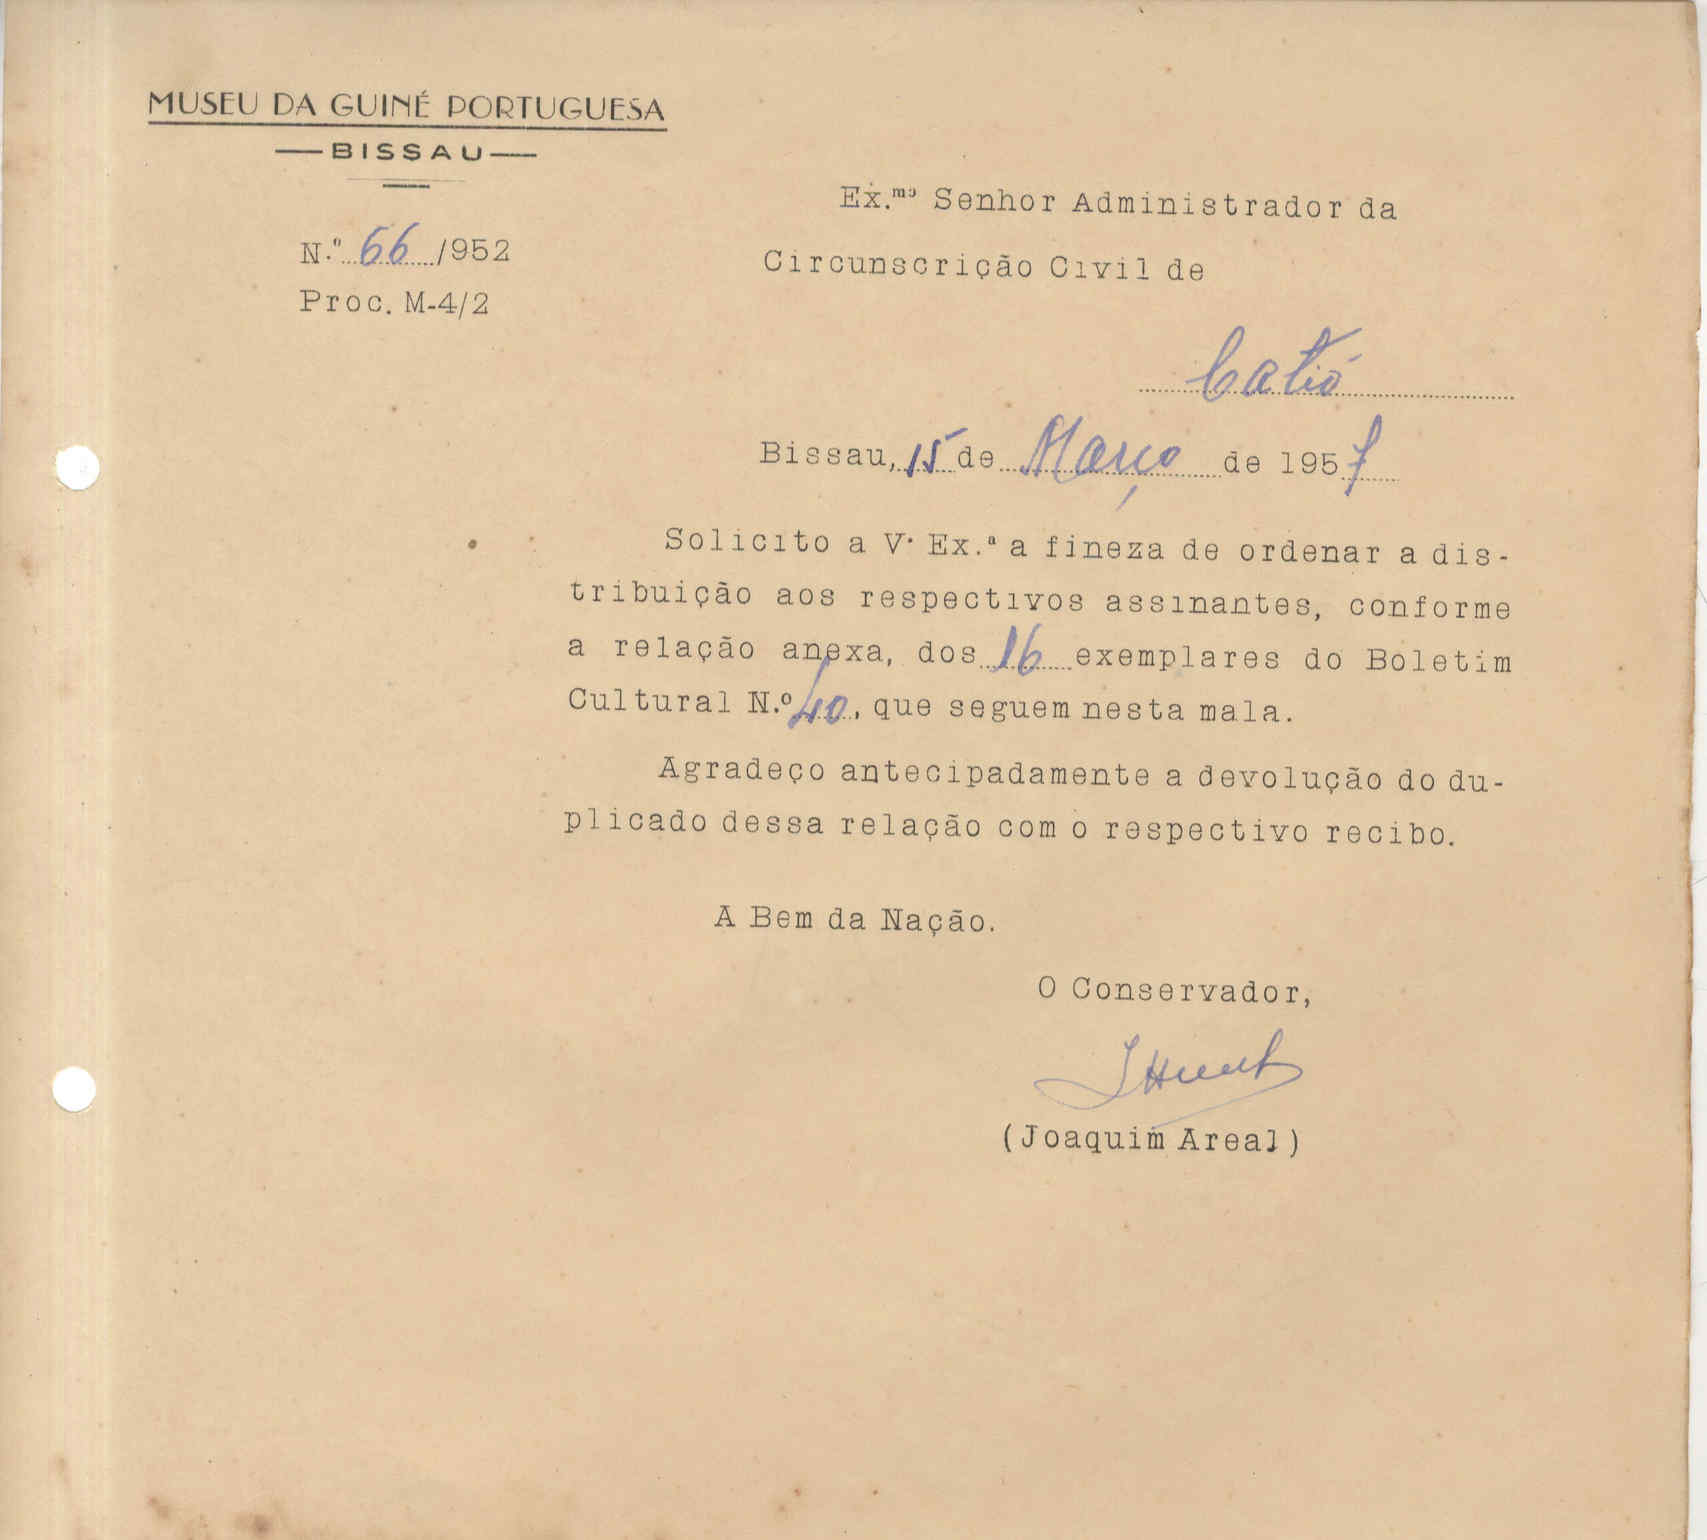 MUSEU DA GUINÉ PORTUGUESA
—BISSAU—
N.º 66 /952
Proc. M-4/2
Ex.mo Senhor Administrador da
Circunscrição Civil de
Catió
Bissau, 15 de Março de 1957
Solicito a V. Ex.ª a fineza de ordenar a dis-
tribuição aos respectivos assinantes, conforme
a relação anexa, dos 16 exemplares do Boletim
Cultural N.º 40, que seguem nesta mala.
Agradeço antecipadamente a devolução do du-
plicado dessa relação com o respectivo recibo.
A Bem da Nação.
O Conservador,
(Joaquim Areal)